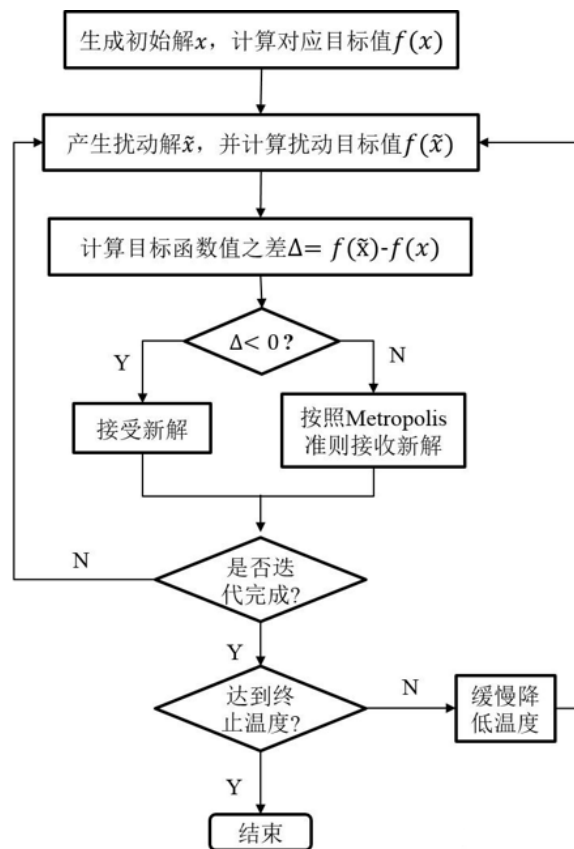 生成初始解x，计算对应目标值f(x)
产生扰动解x̃，并计算扰动目标值f(x̃)
计算目标函数值之差Δ= f(x̃)-f(x)
Δ< 0？
Y
N
接受新解
按照Metropolis
准则接收新解
N
是否迭
代完成?
Y
达到终
止温度?
N
缓慢降
低温度
Y
结束